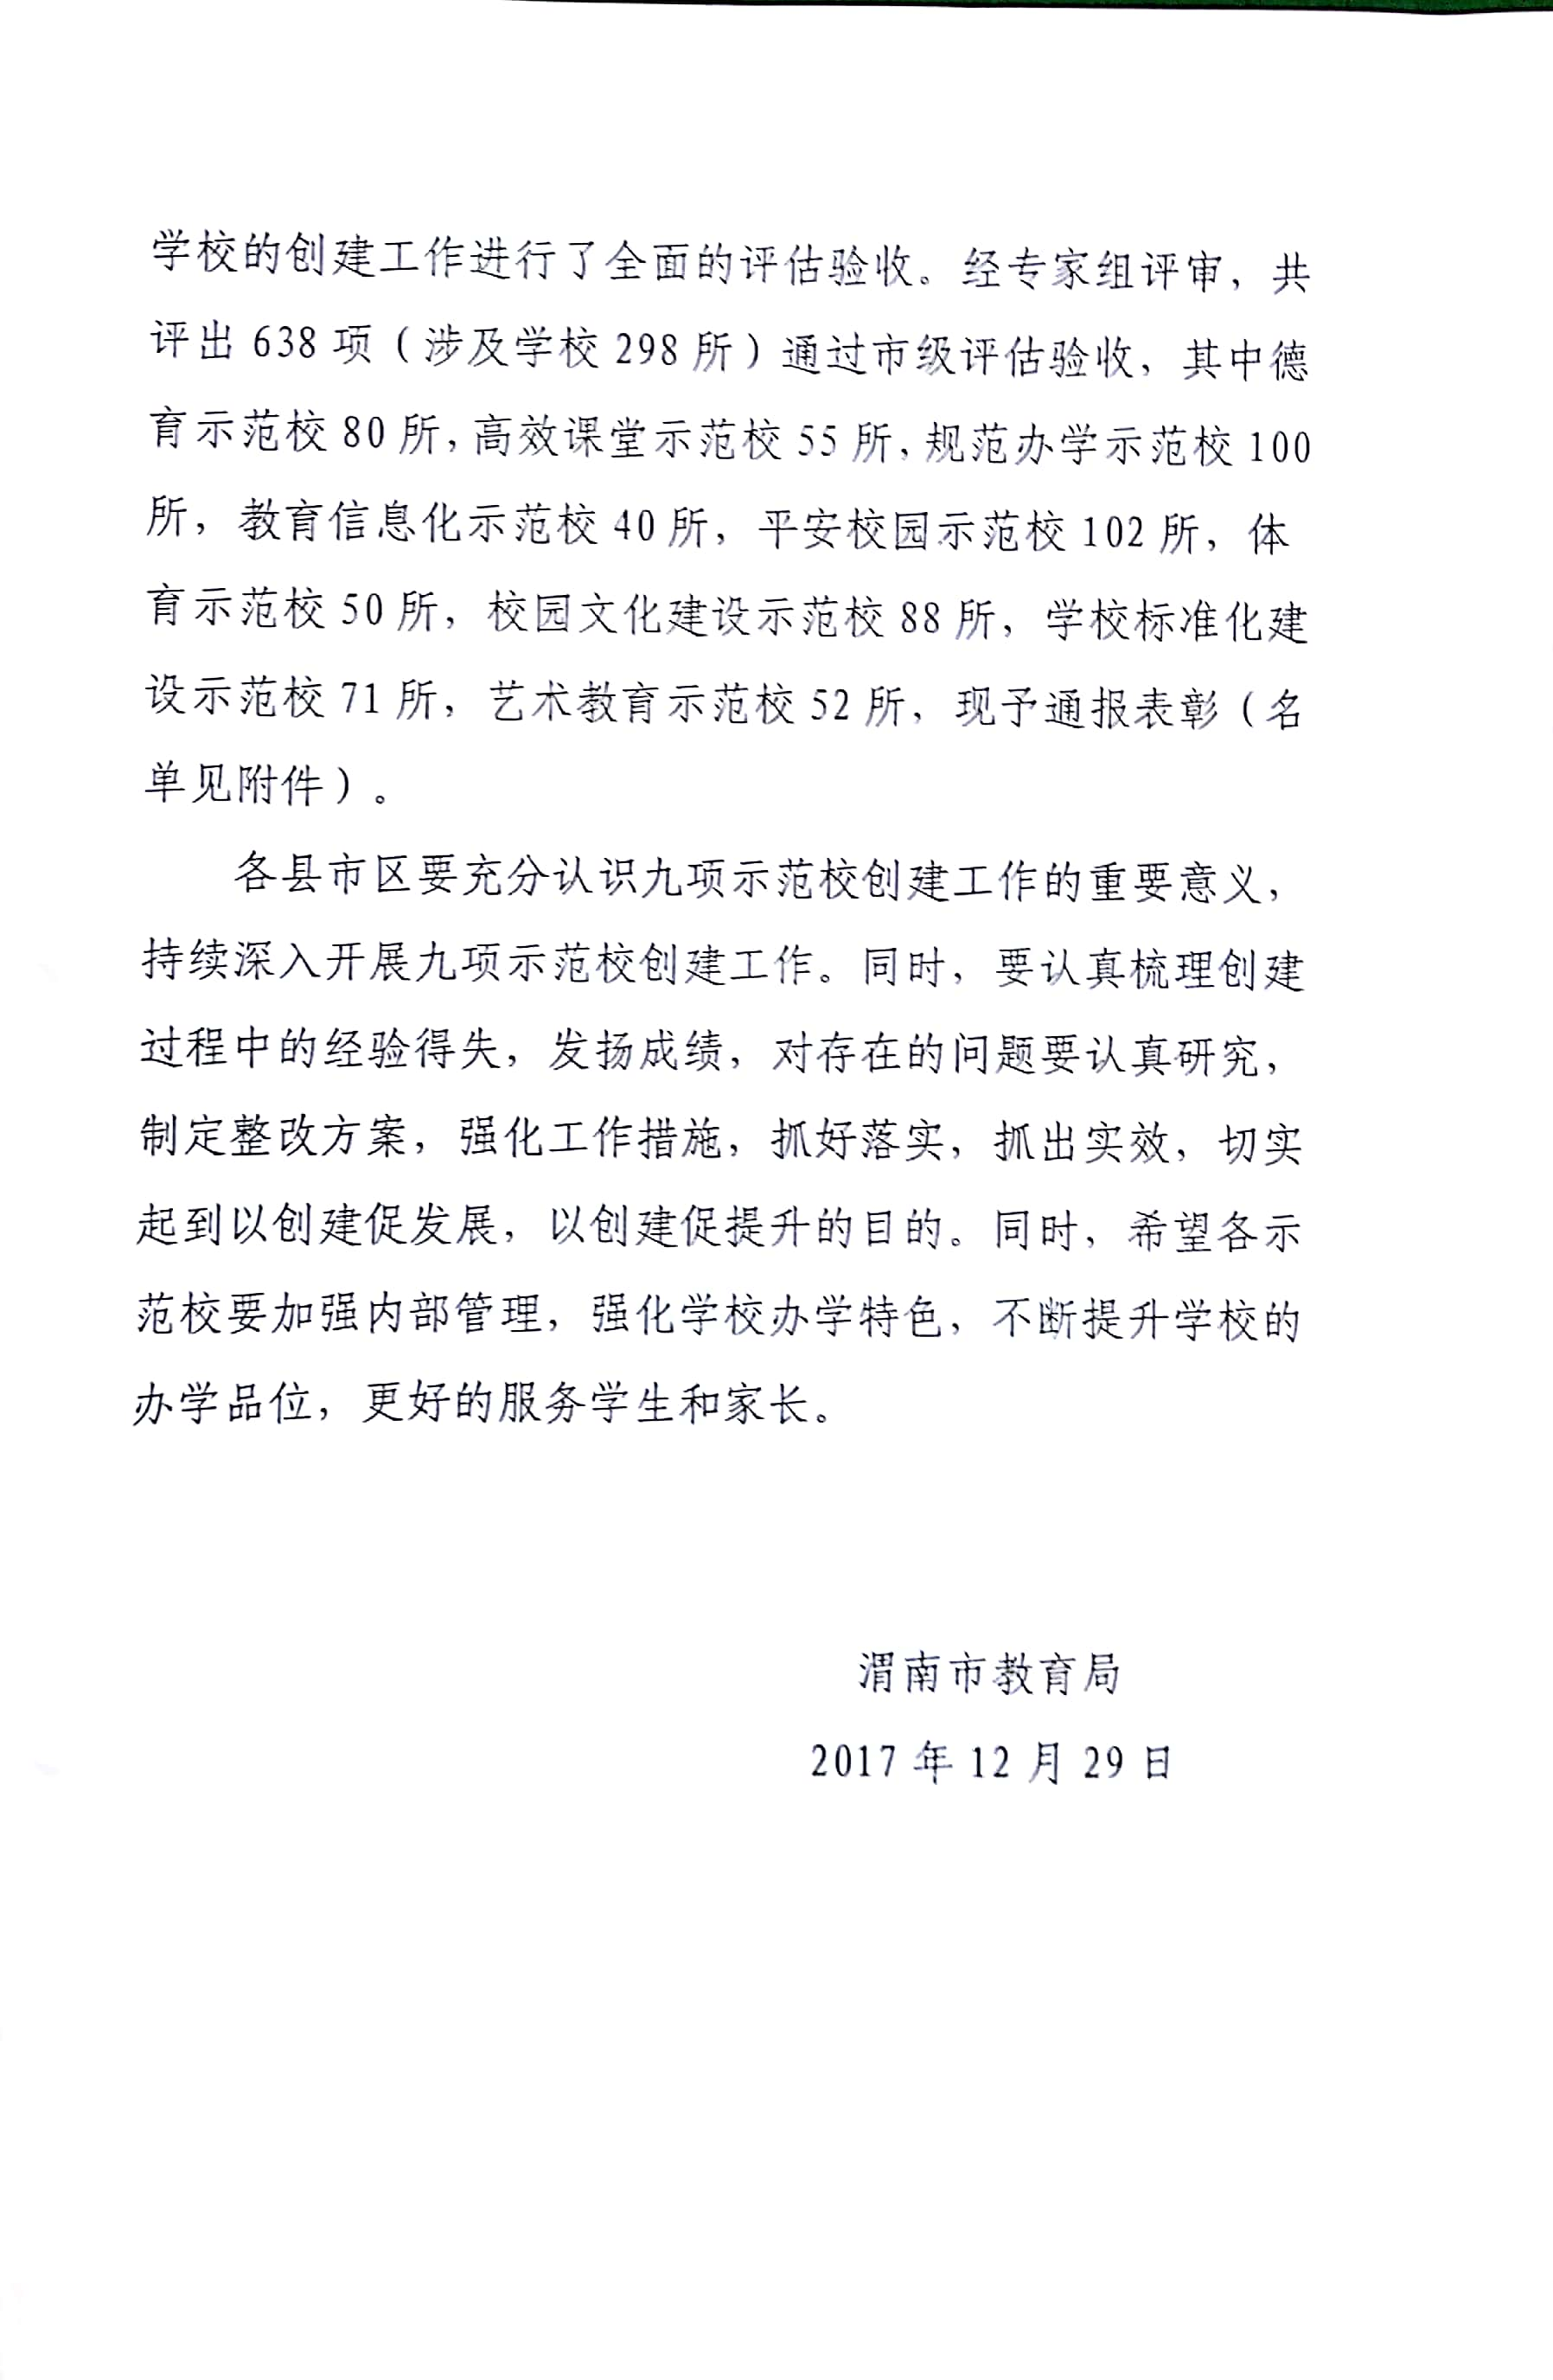 学校的创建工作进行了全面的评估验收。经专家组评审，共
评出 638 项（涉及学校 298 所）通过市级评估验收，其中德
育示范校 80 所，高效课堂示范校 55 所，规范办学示范校 100
所，教育信息化示范校 40 所，平安校园示范校 102 所，体
育示范校 50 所，校园文化建设示范校 88 所，学校标准化建
设示范校 71 所，艺术教育示范校 52 所，现予通报表彰（名
单见附件）。
各县市区要充分认识九项示范校创建工作的重要意义，
持续深入开展九项示范校创建工作。同时，要认真梳理创建
过程中的经验得失，发扬成绩，对存在的问题要认真研究，
制定整改方案，强化工作措施，抓好落实，抓出实效，切实
起到以创建促发展，以创建促提升的目的。同时，希望各示
范校要加强内部管理，强化学校办学特色，不断提升学校的
办学品位，更好的服务学生和家长。
渭南市教育局
2017 年 12 月 29 日